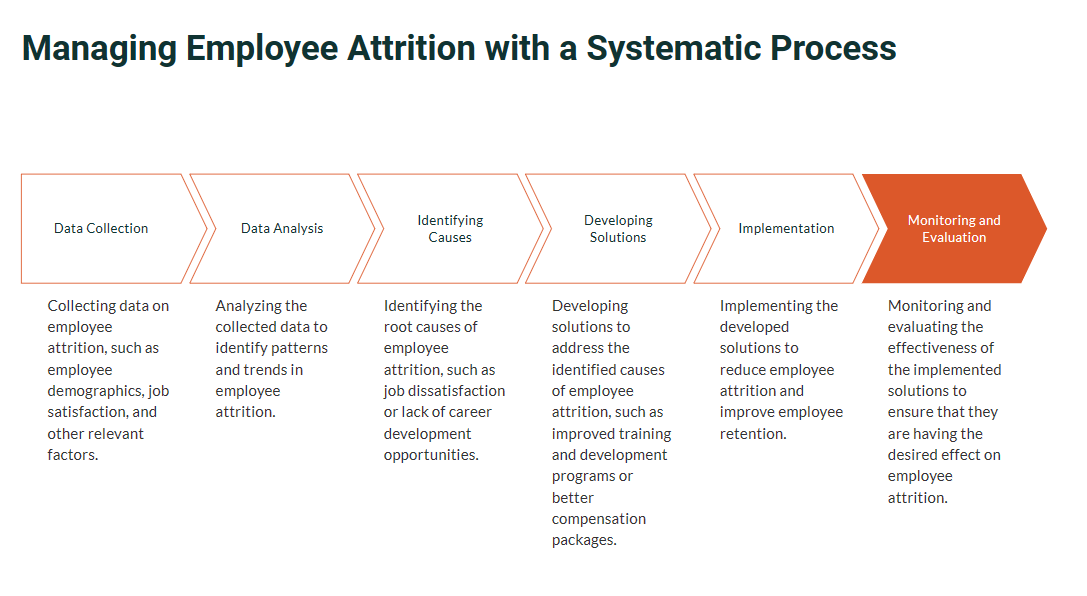 Managing Employee Attrition with a Systematic Process
Data Collection
Data Analysis
Identifying
Causes
Developing
Solutions
Implementation
Monitoring and
Evaluation
Collecting data on
employee
attrition, such as
employee
demographics, job
satisfaction, and
other relevant
factors.
Analyzing the
collected data to
identify patterns
and trends in
employee
attrition.
Identifying the
root causes of
employee
attrition, such as
job dissatisfaction
or lack of career
development
opportunities.
Developing
solutions to
address the
identified causes
of employee
attrition, such as
improved training
and development
programs or
better
compensation
packages.
Implementing the
developed
solutions to
reduce employee
attrition and
improve employee
retention.
Monitoring and
evaluating the
effectiveness of
the implemented
solutions to
ensure that they
are having the
desired effect on
employee
attrition.